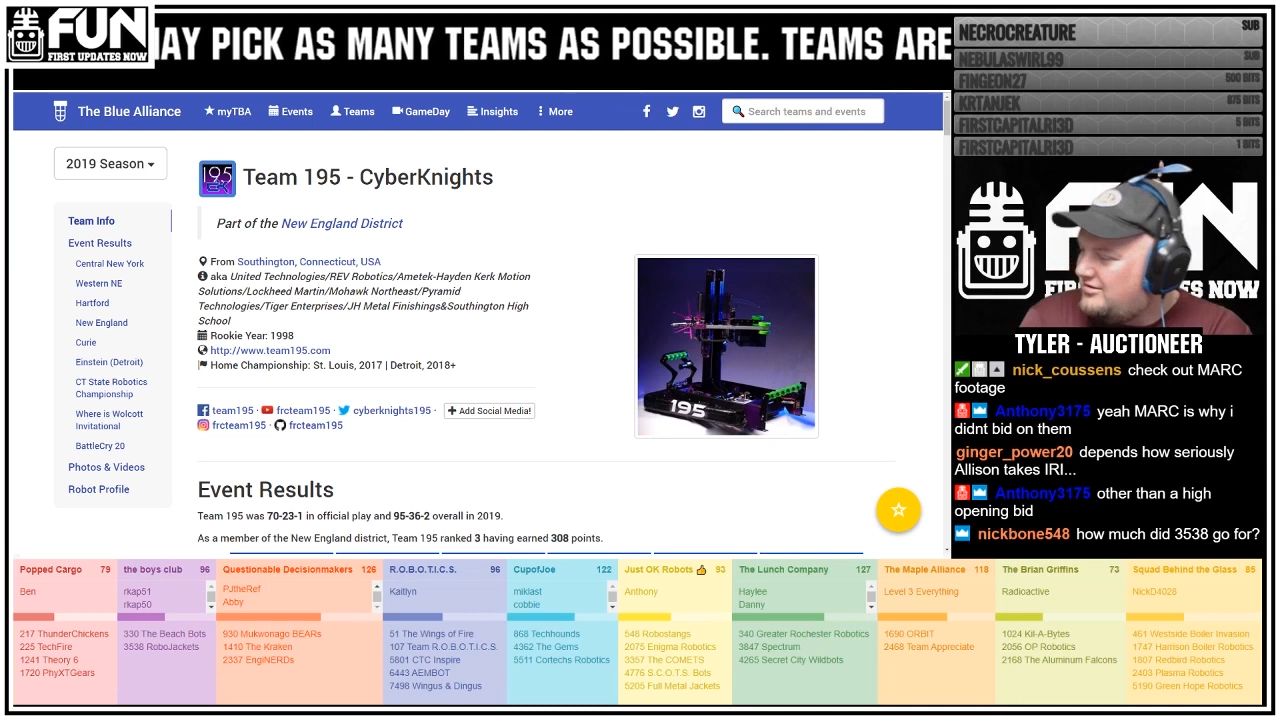 FUN
FIRST UPDATES NOW
MAY PICK AS MANY TEAMS AS POSSIBLE. TEAMS ARE
NECROCREATURE SUB
NEBULASWIRL99 SUB
FINGEON27 500 BITS
KRTANJEK 875 BITS
FIRSTCAPITALRI3D 5 BITS
FIRSTCAPITALRI3D 1 BITS
The Blue Alliance myTBA Events Teams GameDay Insights More Search teams and events
2019 Season
Team Info
Event Results
Central New York
Western NE
Hartford
New England
Curie
Einstein (Detroit)
CT State Robotics
Championship
Where is Wolcott
Invitational
BattleCry 20
Photos & Videos
Robot Profile
195
Team 195 - CyberKnights
Part of the New England District
From Southington, Connecticut, USA
aka United Technologies/REV Robotics/Ametek-Hayden Kerk Motion
Solutions/Lockheed Martin/Mohawk Northeast/Pyramid
Technologies/Tiger Enterprises/JH Metal Finishings&Southington High
School
Rookie Year: 1998
http://www.team195.com
Home Championship: St. Louis, 2017 | Detroit, 2018+
team195 · frcteam195 · cyberknights195 · Add Social Media!
frcteam195 · frcteam195
195
Event Results
Team 195 was 70-23-1 in official play and 95-36-2 overall in 2019.
As a member of the New England district, Team 195 ranked 3 having earned 308 points.
TYLER - AUCTIONEER
nick_coussens check out MARC
footage
Anthony3175 yeah MARC is why i
didnt bid on them
ginger_power20 depends how seriously
Allison takes IRI...
Anthony3175 other than a high
opening bid
nickbone548 how much did 3538 go for?
Popped Cargo 79
Ben
217 ThunderChickens
225 TechFire
1241 Theory 6
1720 PhyXTGears
the boys club 96
rkap51
rkap50
330 The Beach Bots
3538 RoboJackets
Questionable Decisionmakers 126
PJtheRef
Abby
930 Mukwonago BEARs
1410 The Kraken
2337 EngiNERDs
R.O.B.O.T.I.C.S. 96
Kaitlyn
51 The Wings of Fire
107 Team R.O.B.O.T.I.C.S.
5801 CTC Inspire
6443 AEMBOT
7498 Wingus & Dingus
CupofJoe 122
miklast
cobbie
868 Techhounds
4362 The Gems
5511 Cortechs Robotics
Just OK Robots 👍 93
Anthony
548 Robostangs
2075 Enigma Robotics
3357 The COMETS
4776 S.C.O.T.S. Bots
5205 Full Metal Jackets
The Lunch Company 127
Haylee
Danny
340 Greater Rochester Robotics
3847 Spectrum
4265 Secret City Wildbots
The Maple Alliance 118
Level 3 Everything
1690 ORBIT
2468 Team Appreciate
The Brian Griffins 73
Radioactive
1024 Kil-A-Bytes
2056 OP Robotics
2168 The Aluminum Falcons
Squad Behind the Glass 85
NickD4028
461 Westside Boiler Invasion
1747 Harrison Boiler Robotics
1807 Redbird Robotics
2403 Plasma Robotics
5190 Green Hope Robotics